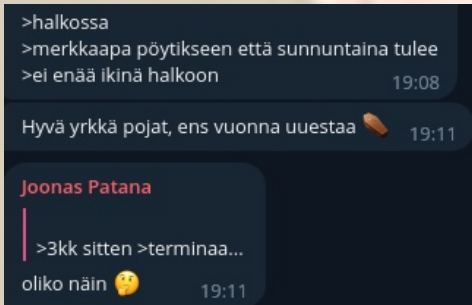 >halkossa
>merkkaapa pöytikseen että sunnuntaina tulee
>ei enää ikinä halkoon
19:08
Hyvä yrkkä pojat, ens vuonna uuestaa ⚰️ 19:11
Joonas Patana
>3kk sitten >terminaa...
oliko näin 🤔 19:11